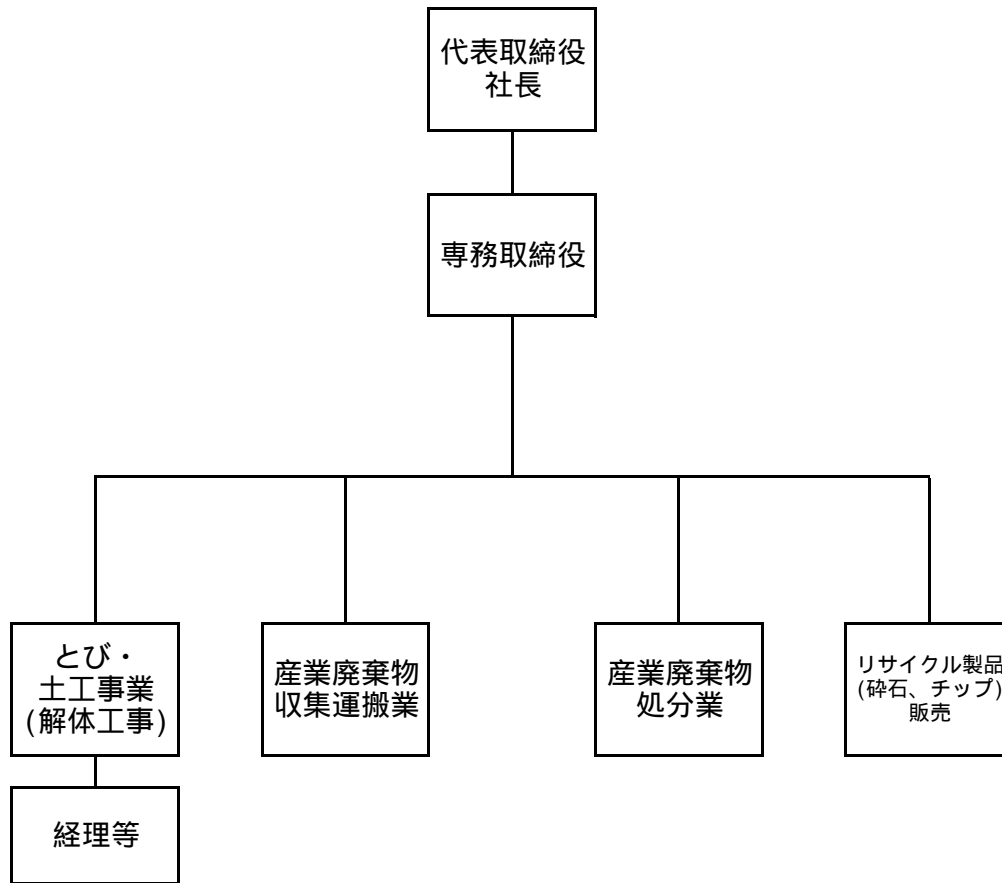 代表取締役
社長
専務取締役
とび・
土工事業
(解体工事)
産業廃棄物
収集運搬業
産業廃棄物
処分業
リサイクル製品
(砕石、チップ)
販売
経理等